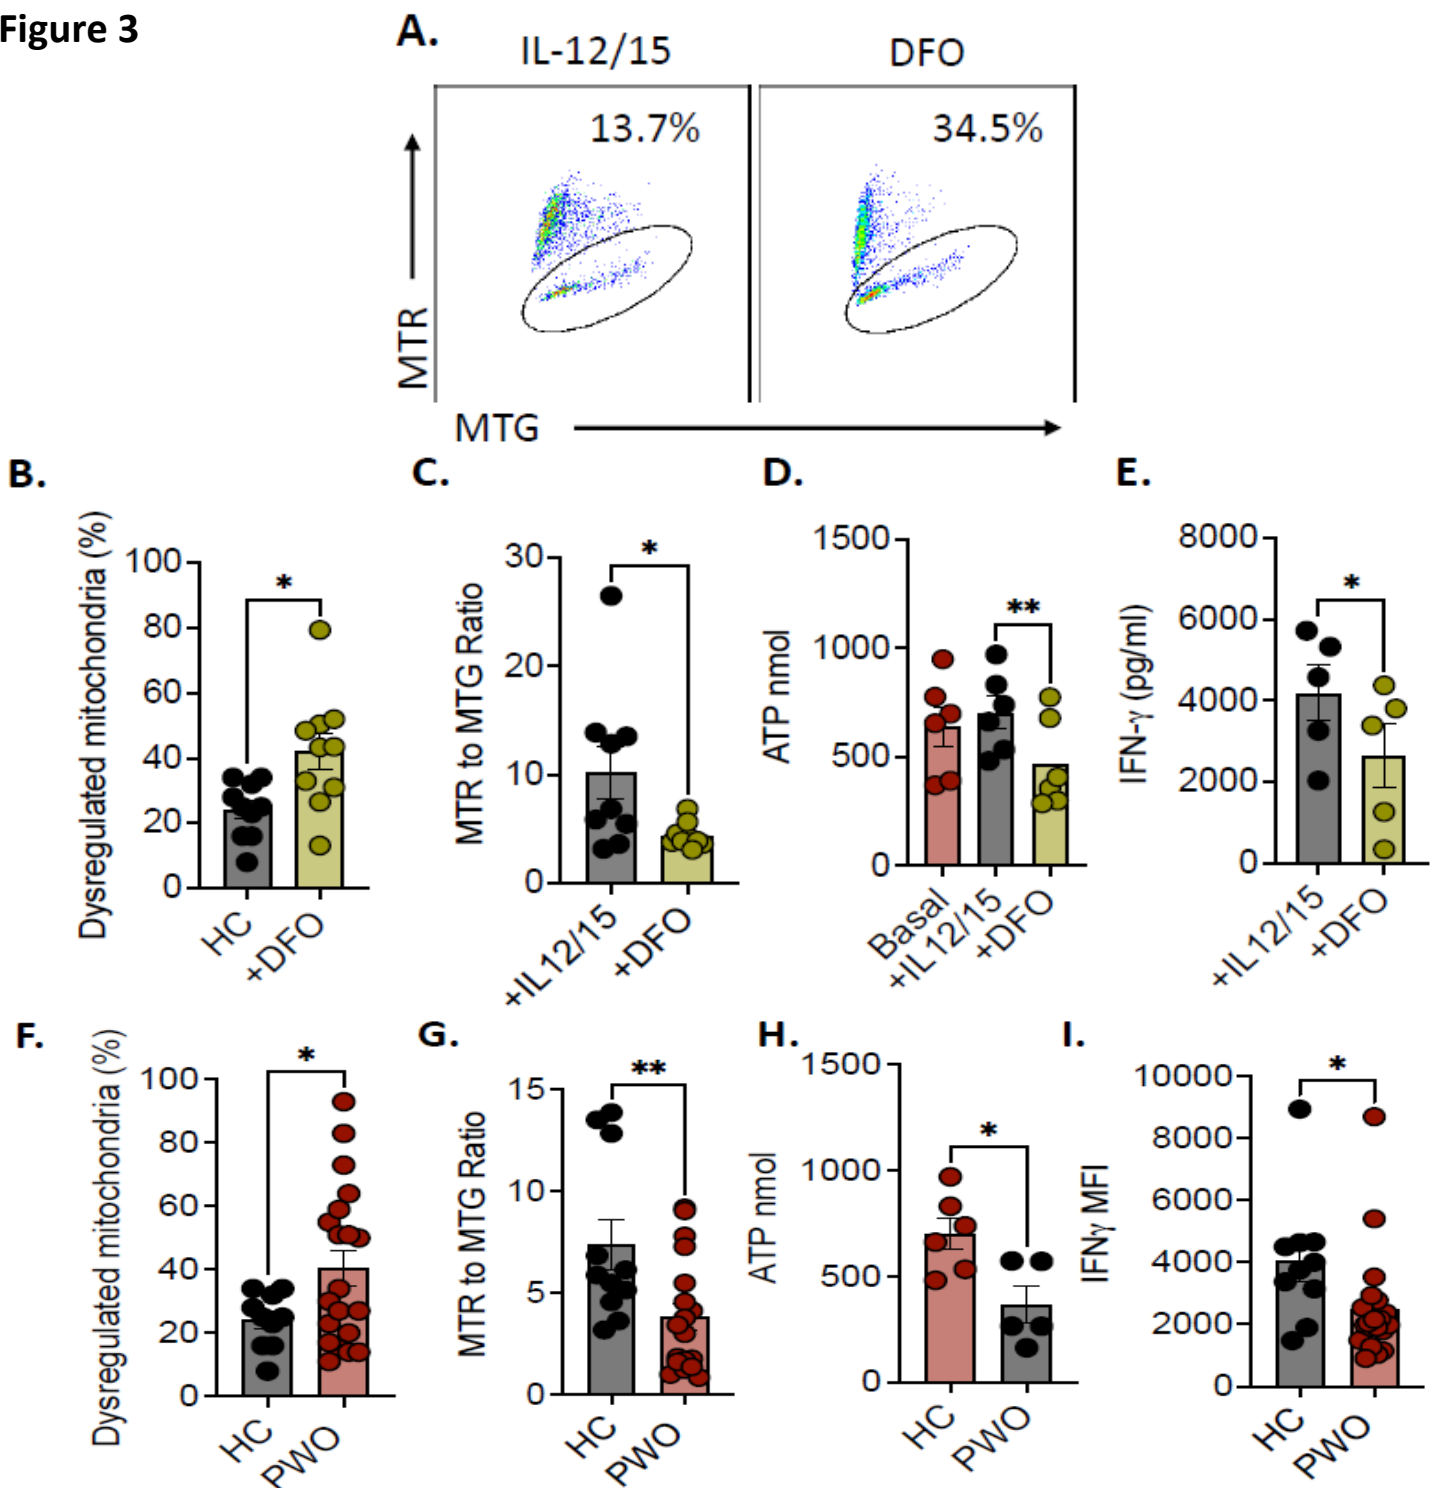 Figure 3
A.
IL-12/15
DFO
13.7%
34.5%
MTR
MTG
B.
Dysregulated mitochondria (%)
100
80
60
40
20
0
*
HC
+DFO
C.
MTR to MTG Ratio
30
20
10
0
*
+IL12/15
+DFO
D.
ATP nmol
1500
1000
500
0
**
Basal
+IL12/15
+DFO
E.
IFN-γ (pg/ml)
8000
6000
4000
2000
0
*
+IL12/15
+DFO
F.
Dysregulated mitochondria (%)
100
80
60
40
20
0
*
HC
PWO
G.
MTR to MTG Ratio
15
10
5
0
**
HC
PWO
H.
ATP nmol
1500
1000
500
0
*
HC
PWO
I.
IFNγ MFI
10000
8000
6000
4000
2000
0
*
HC
PWO